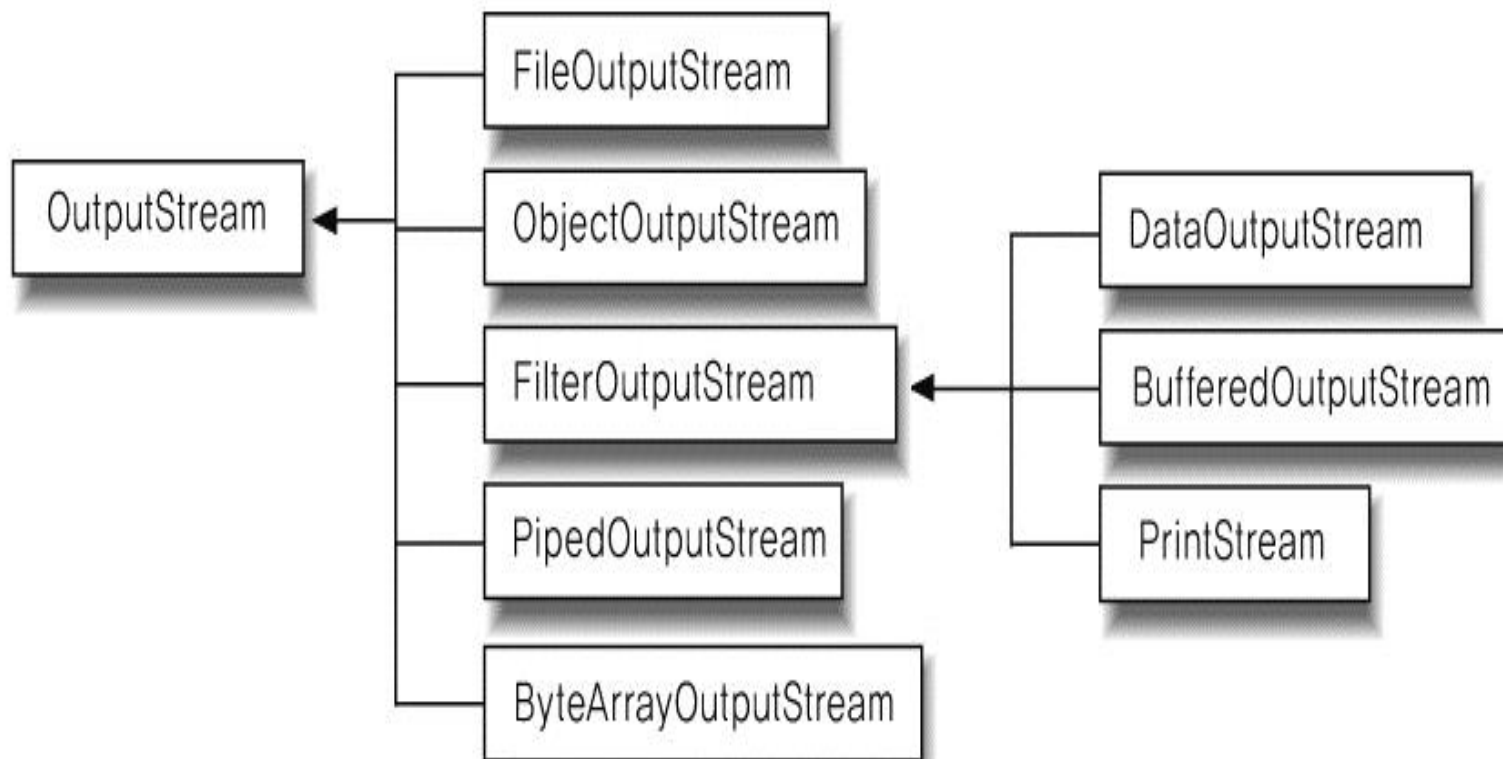 OutputStream
FileOutputStream
ObjectOutputStream
FilterOutputStream
PipedOutputStream
ByteArrayOutputStream
DataOutputStream
BufferedOutputStream
PrintStream